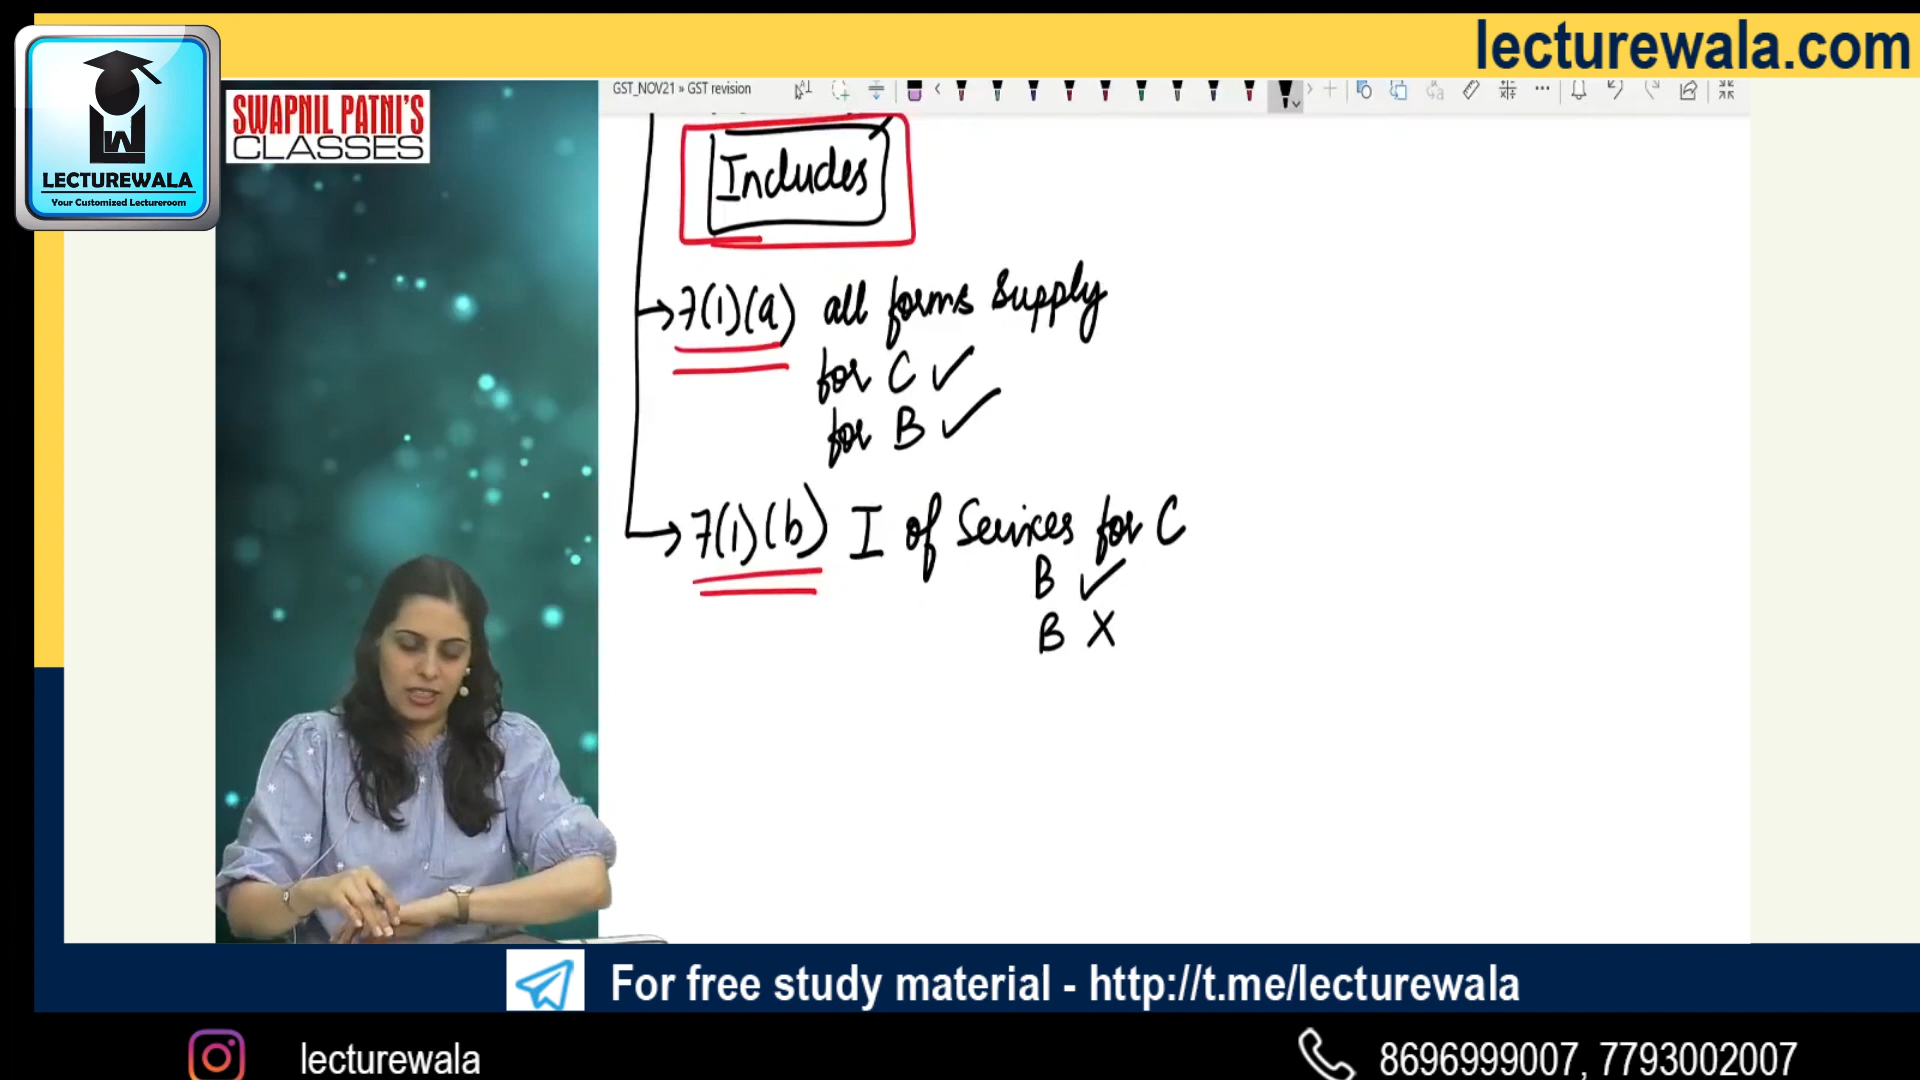 lecturewala.com
LW
LECTUREWALA
Your Customized Lectureroom
SWAPNIL PATNI'S
CLASSES
GST_NOV21 » GST revision
Includes
7(1)(a) all forms Supply
for C ✓
for B ✓
7(1)(b) I of Services for C
B ✓
B X
For free study material - http://t.me/lecturewala
lecturewala
8696999007, 7793002007